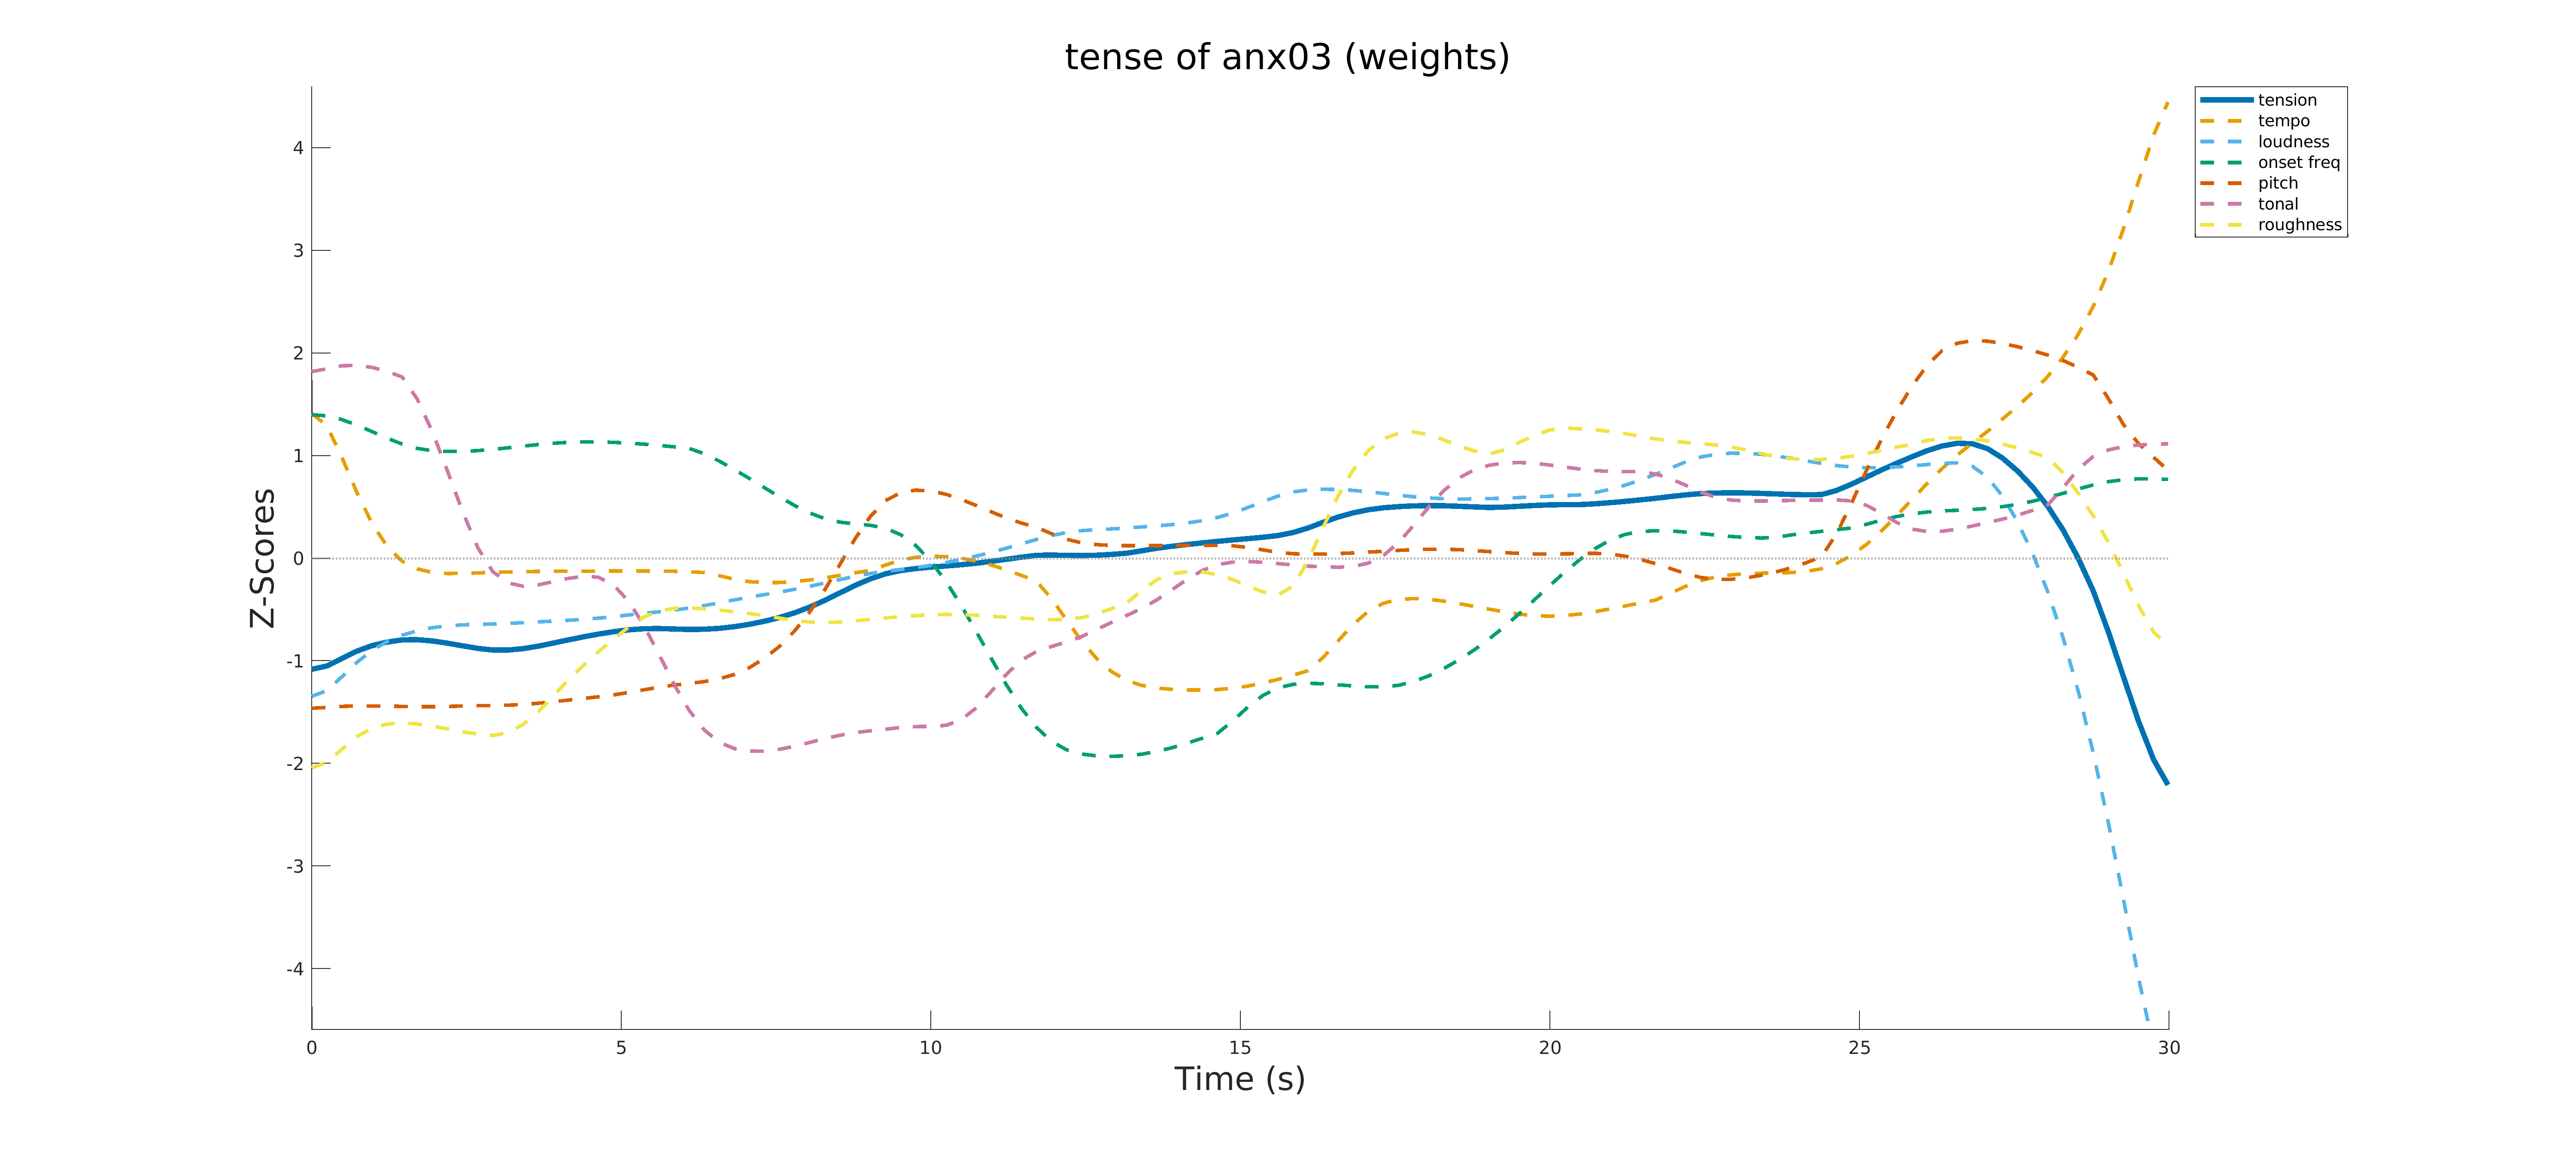 tense of anx03 (weights)
tension
tempo
loudness
onset freq
pitch
tonal
roughness
Z-Scores
4
3
2
1
0
-1
-2
-3
-4
0 5 10 15 20 25 30
Time (s)